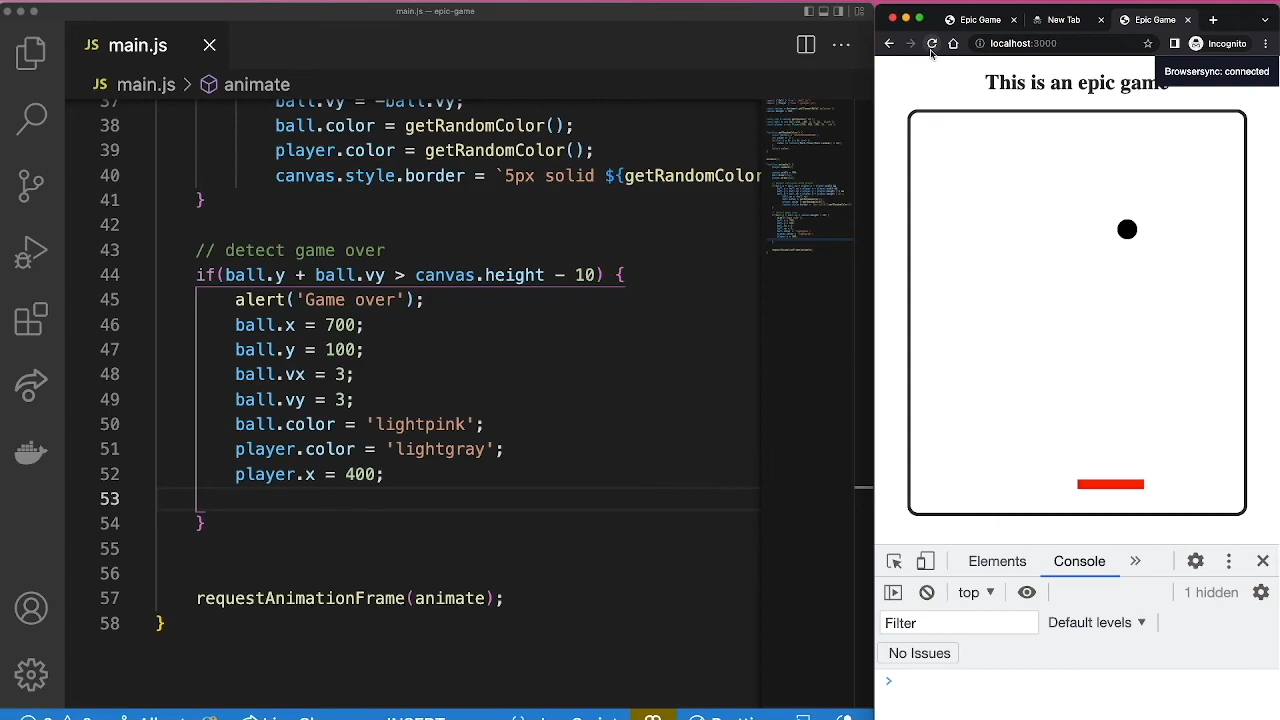 main.js — epic-game
JS main.js
JS main.js > animate
37 ball.vy = -ball.vy;
38 ball.color = getRandomColor();
39 player.color = getRandomColor();
40 canvas.style.border = `5px solid ${getRandomColor
41 }
42
43 // detect game over
44 if(ball.y + ball.vy > canvas.height - 10) {
45 alert('Game over');
46 ball.x = 700;
47 ball.y = 100;
48 ball.vx = 3;
49 ball.vy = 3;
50 ball.color = 'lightpink';
51 player.color = 'lightgray';
52 player.x = 400;
53
54 }
55
56
57 requestAnimationFrame(animate);
58 }
Epic Game
New Tab
Epic Game
localhost:3000
Incognito
Browsersync: connected
This is an epic game
Elements
Console
top
1 hidden
Filter
Default levels
No Issues